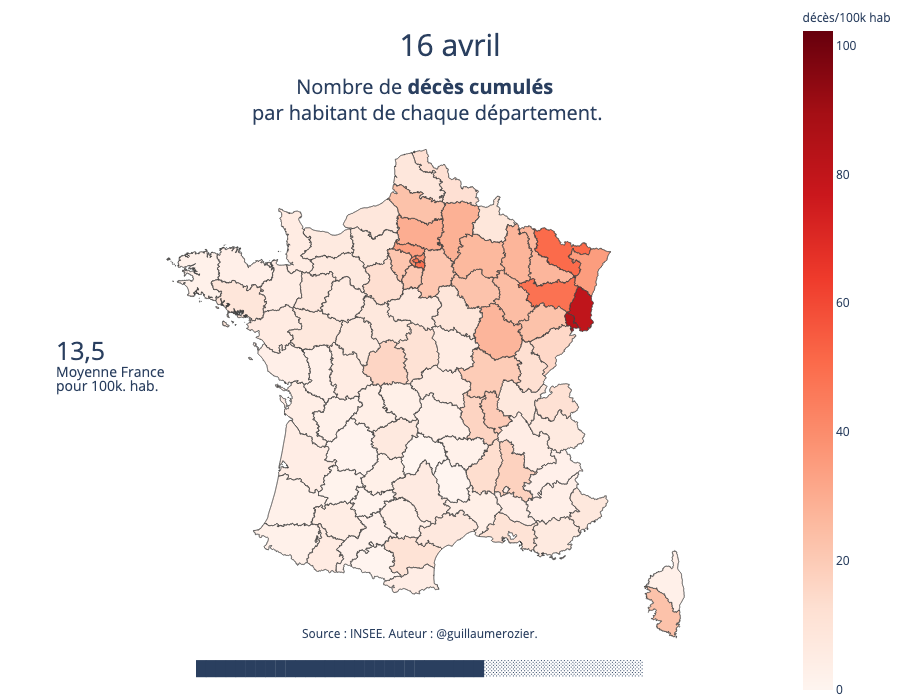 décès/100k hab
16 avril
Nombre de décès cumulés
par habitant de chaque département.
100
80
60
40
20
0
13,5
Moyenne France
pour 100k. hab.
Source : INSEE. Auteur : @guillaumerozier.